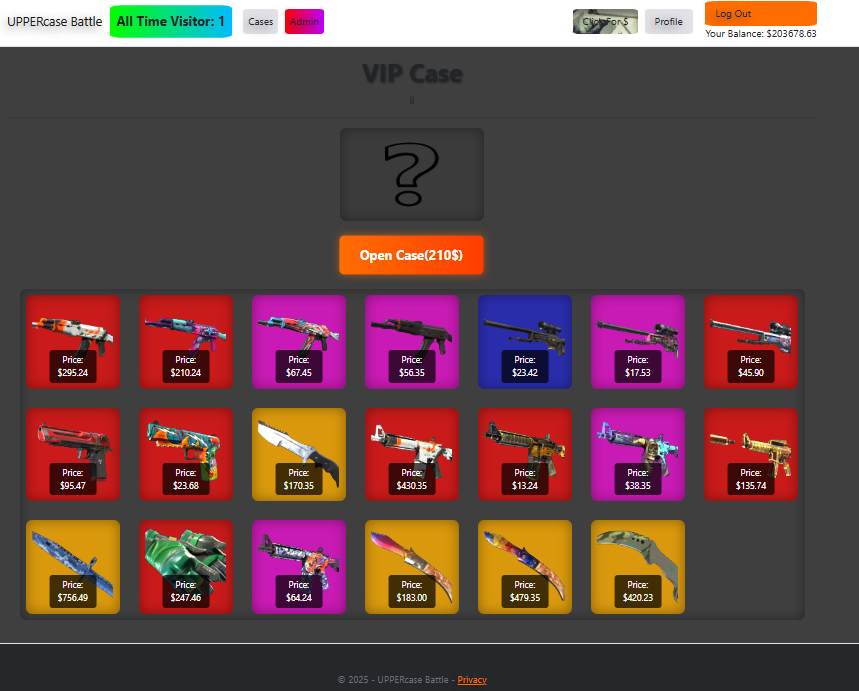 UPPERcase Battle All Time Visitor: 1 Cases Admin Click For $ Profile Log Out
Your Balance: $203678.63
VIP Case
?
Open Case(210$)
Price: Price: Price: Price: Price: Price: Price:
$295.24 $210.24 $67.45 $56.35 $23.42 $17.53 $45.90
Price: Price: Price: Price: Price: Price: Price:
$95.47 $23.68 $170.35 $430.35 $13.24 $38.35 $135.74
Price: Price: Price: Price: Price: Price:
$756.49 $247.46 $64.24 $183.00 $479.35 $420.23
© 2025 - UPPERcase Battle - Privacy